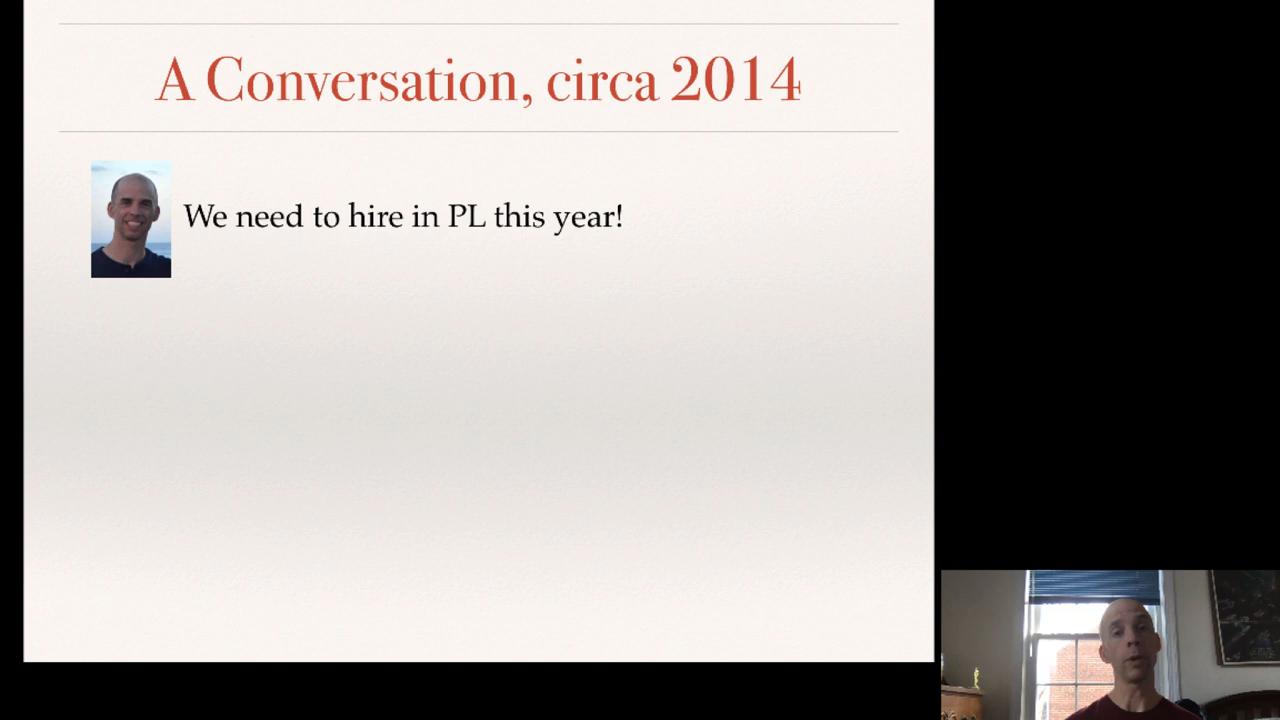 A Conversation, circa 2014
We need to hire in PL this year!